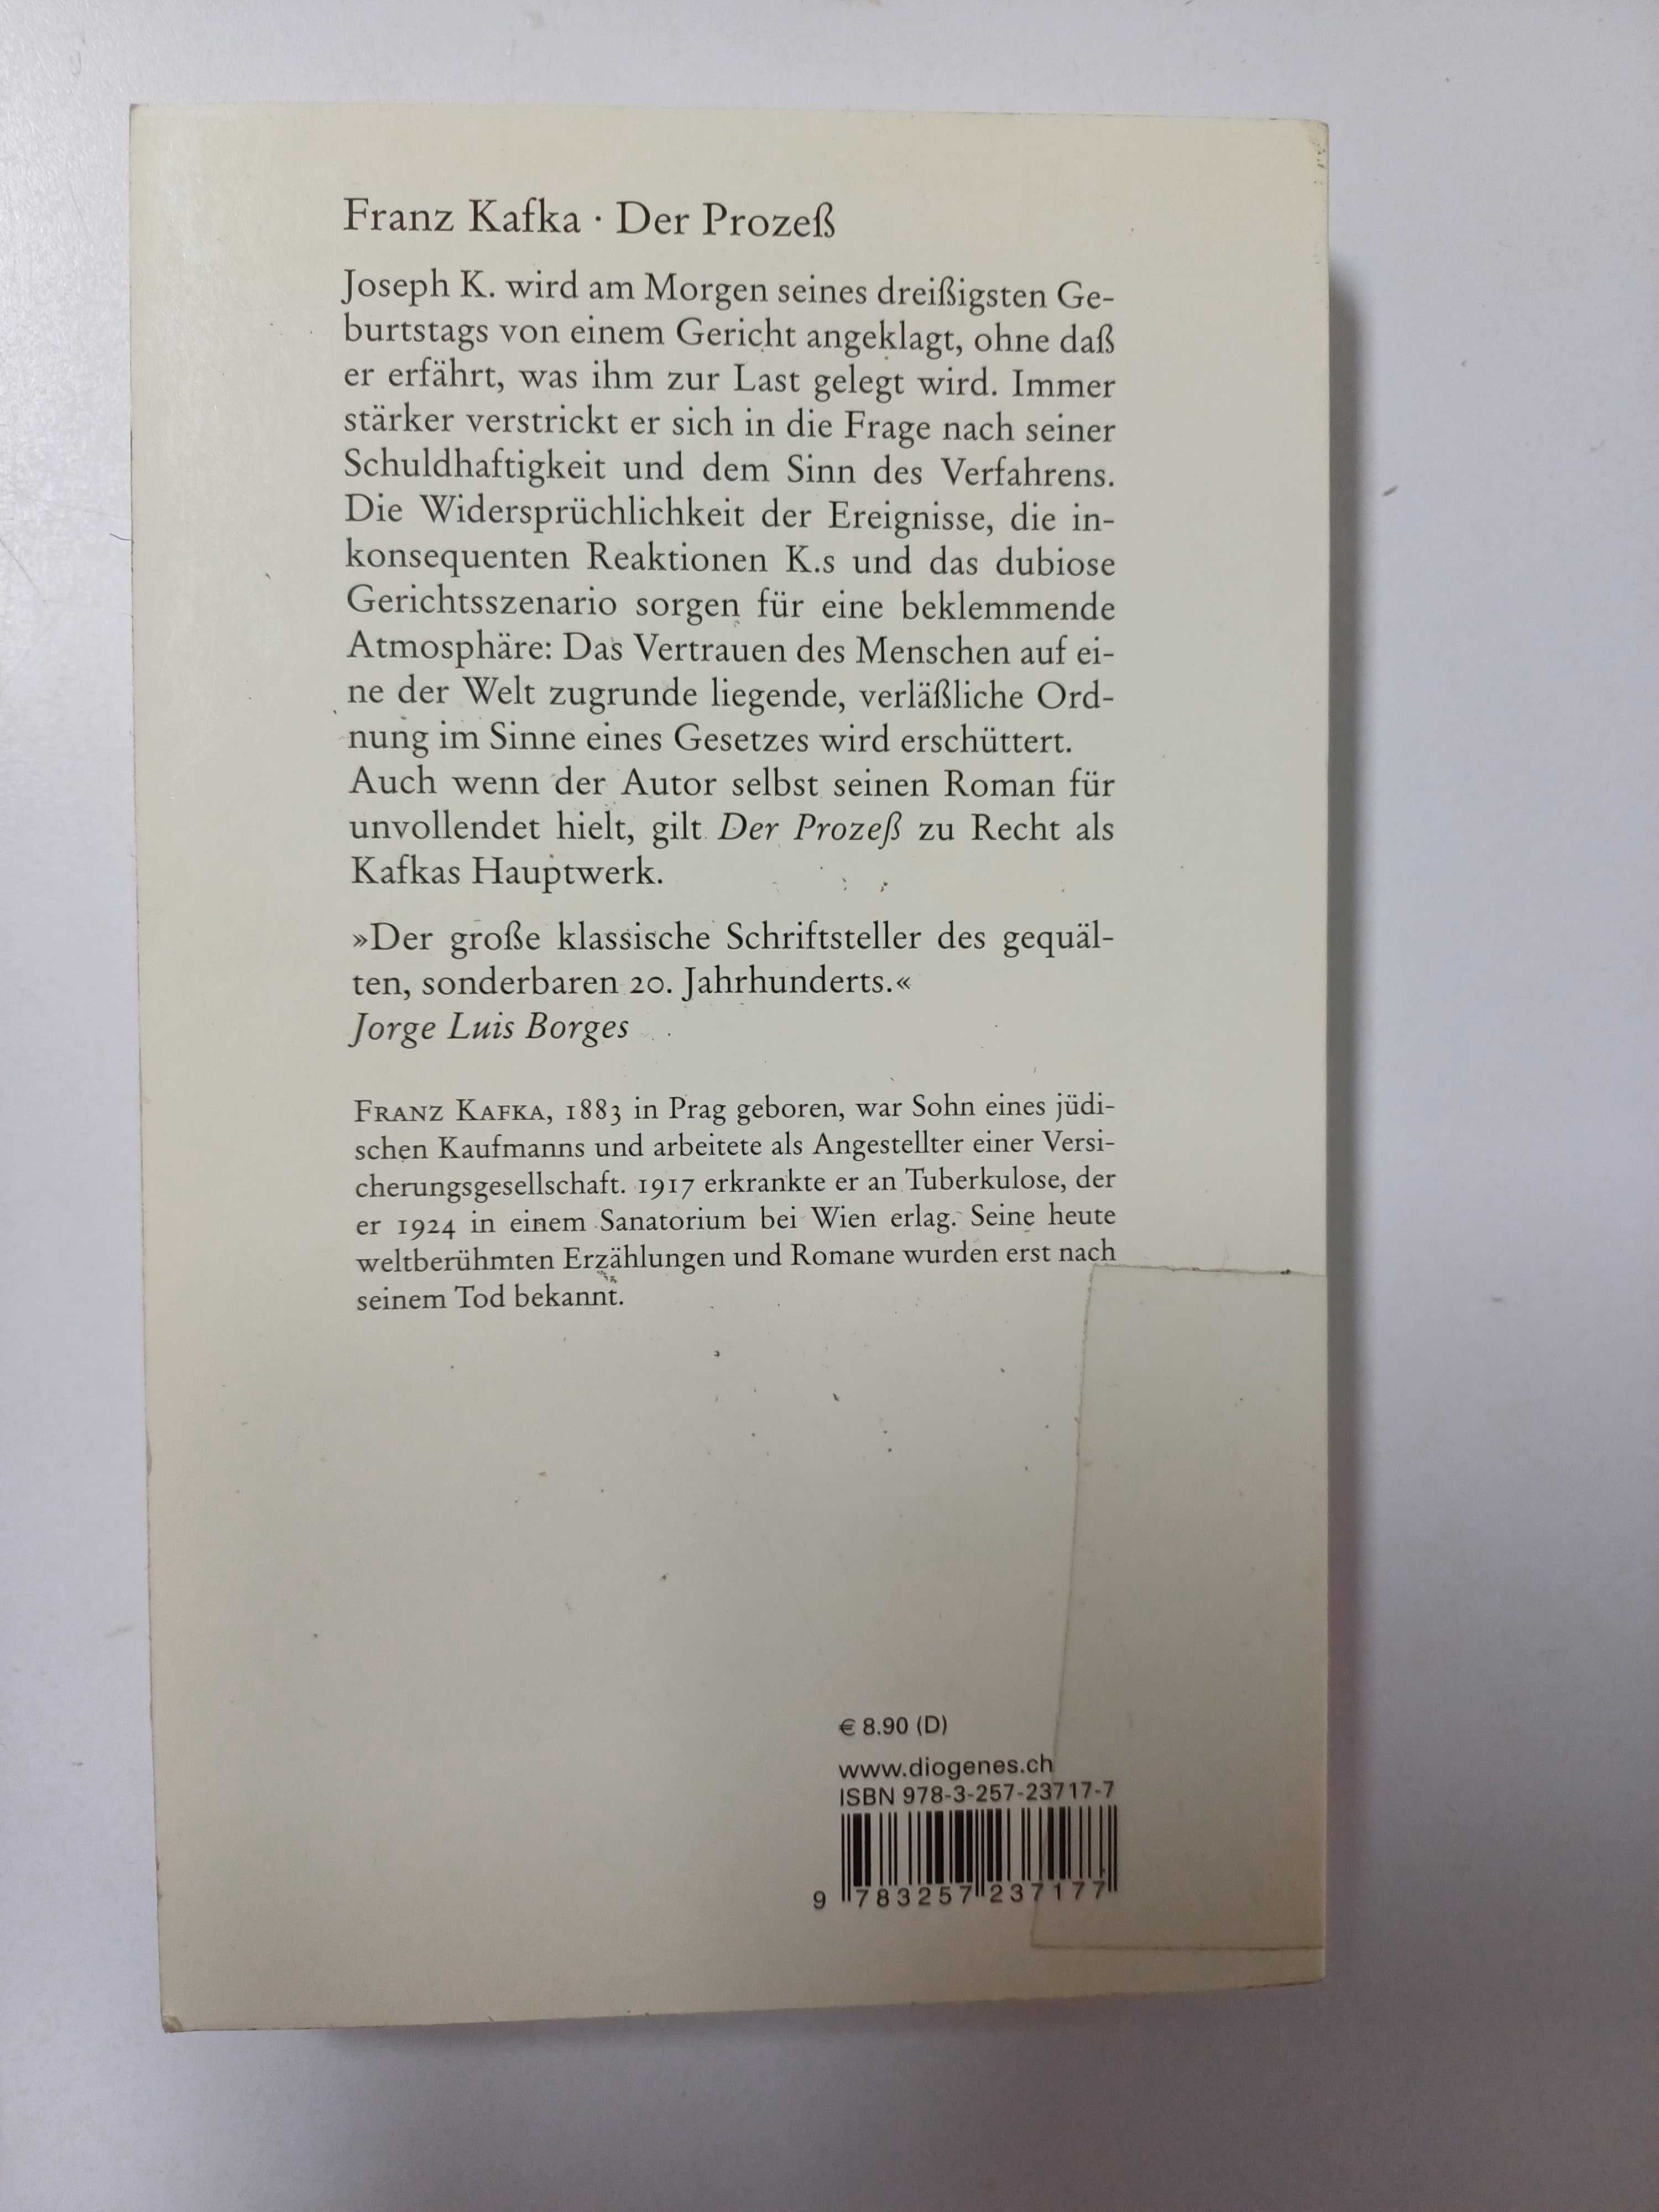 Franz Kafka · Der Prozeß
Joseph K. wird am Morgen seines dreißigsten Ge-
burtstags von einem Gericht angeklagt, ohne daß
er erfährt, was ihm zur Last gelegt wird. Immer
stärker verstrickt er sich in die Frage nach seiner
Schuldhaftigkeit und dem Sinn des Verfahrens.
Die Widersprüchlichkeit der Ereignisse, die in-
konsequenten Reaktionen K.s und das dubiose
Gerichtsszenario sorgen für eine beklemmende
Atmosphäre: Das Vertrauen des Menschen auf ei-
ne der Welt zugrunde liegende, verläßliche Ord-
nung im Sinne eines Gesetzes wird erschüttert.
Auch wenn der Autor selbst seinen Roman für
unvollendet hielt, gilt Der Prozeß zu Recht als
Kafkas Hauptwerk.
»Der große klassische Schriftsteller des gequäl-
ten, sonderbaren 20. Jahrhunderts.«
Jorge Luis Borges
FRANZ KAFKA, 1883 in Prag geboren, war Sohn eines jüdi-
schen Kaufmanns und arbeitete als Angestellter einer Versi-
cherungsgesellschaft. 1917 erkrankte er an Tuberkulose, der
er 1924 in einem Sanatorium bei Wien erlag. Seine heute
weltberühmten Erzählungen und Romane wurden erst nach
seinem Tod bekannt.
€ 8.90 (D)
www.diogenes.ch
ISBN 978-3-257-23717-7
9 783257 237177